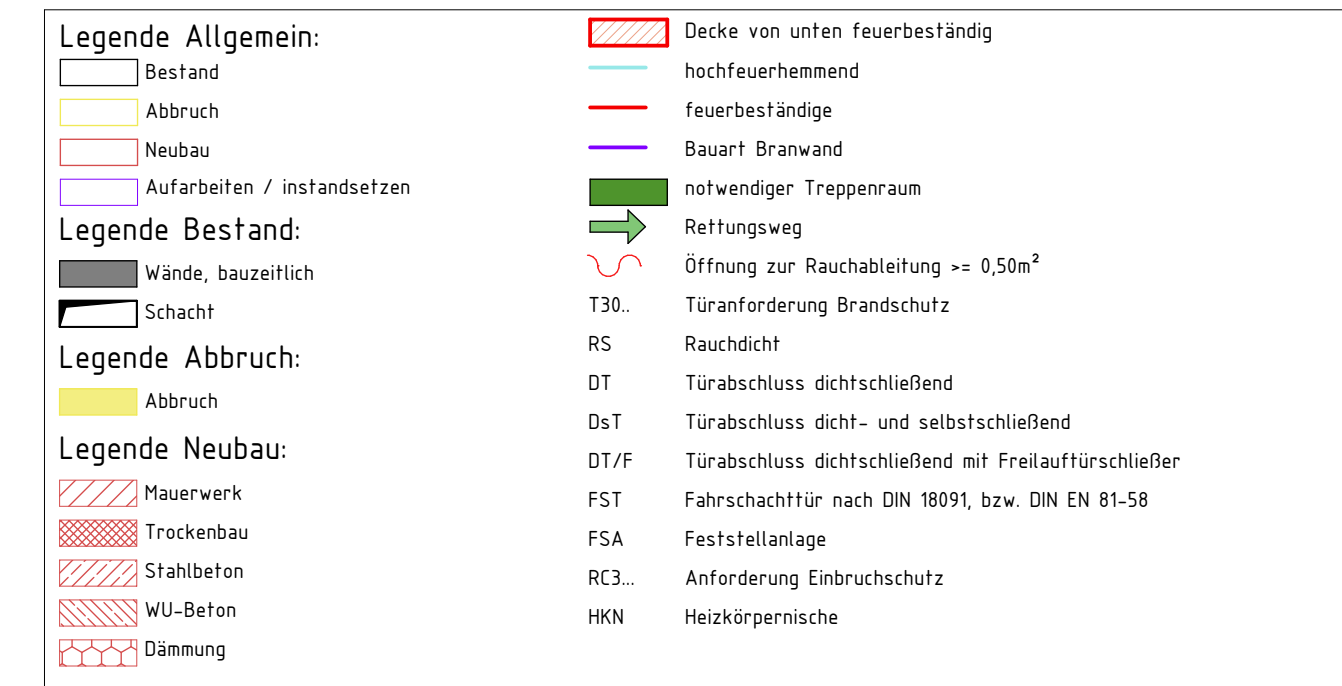 Legende Allgemein:
Bestand
Abbruch
Neubau
Aufarbeiten / instandsetzen
Legende Bestand:
Wände, bauzeitlich
Schacht
Legende Abbruch:
Abbruch
Legende Neubau:
Mauerwerk
Trockenbau
Stahlbeton
WU-Beton
Dämmung
Decke von unten feuerbeständig
hochfeuerhemmend
feuerbeständige
Bauart Branwand
notwendiger Treppenraum
Rettungsweg
Öffnung zur Rauchableitung >= 0,50m²
T30.. Türanforderung Brandschutz
RS Rauchdicht
DT Türabschluss dichtschließend
DsT Türabschluss dicht- und selbstschließend
DT/F Türabschluss dichtschließend mit Freilauftürschließer
FST Fahrschachttür nach DIN 18091, bzw. DIN EN 81-58
FSA Feststellanlage
RC3... Anforderung Einbruchschutz
HKN Heizkörpernische